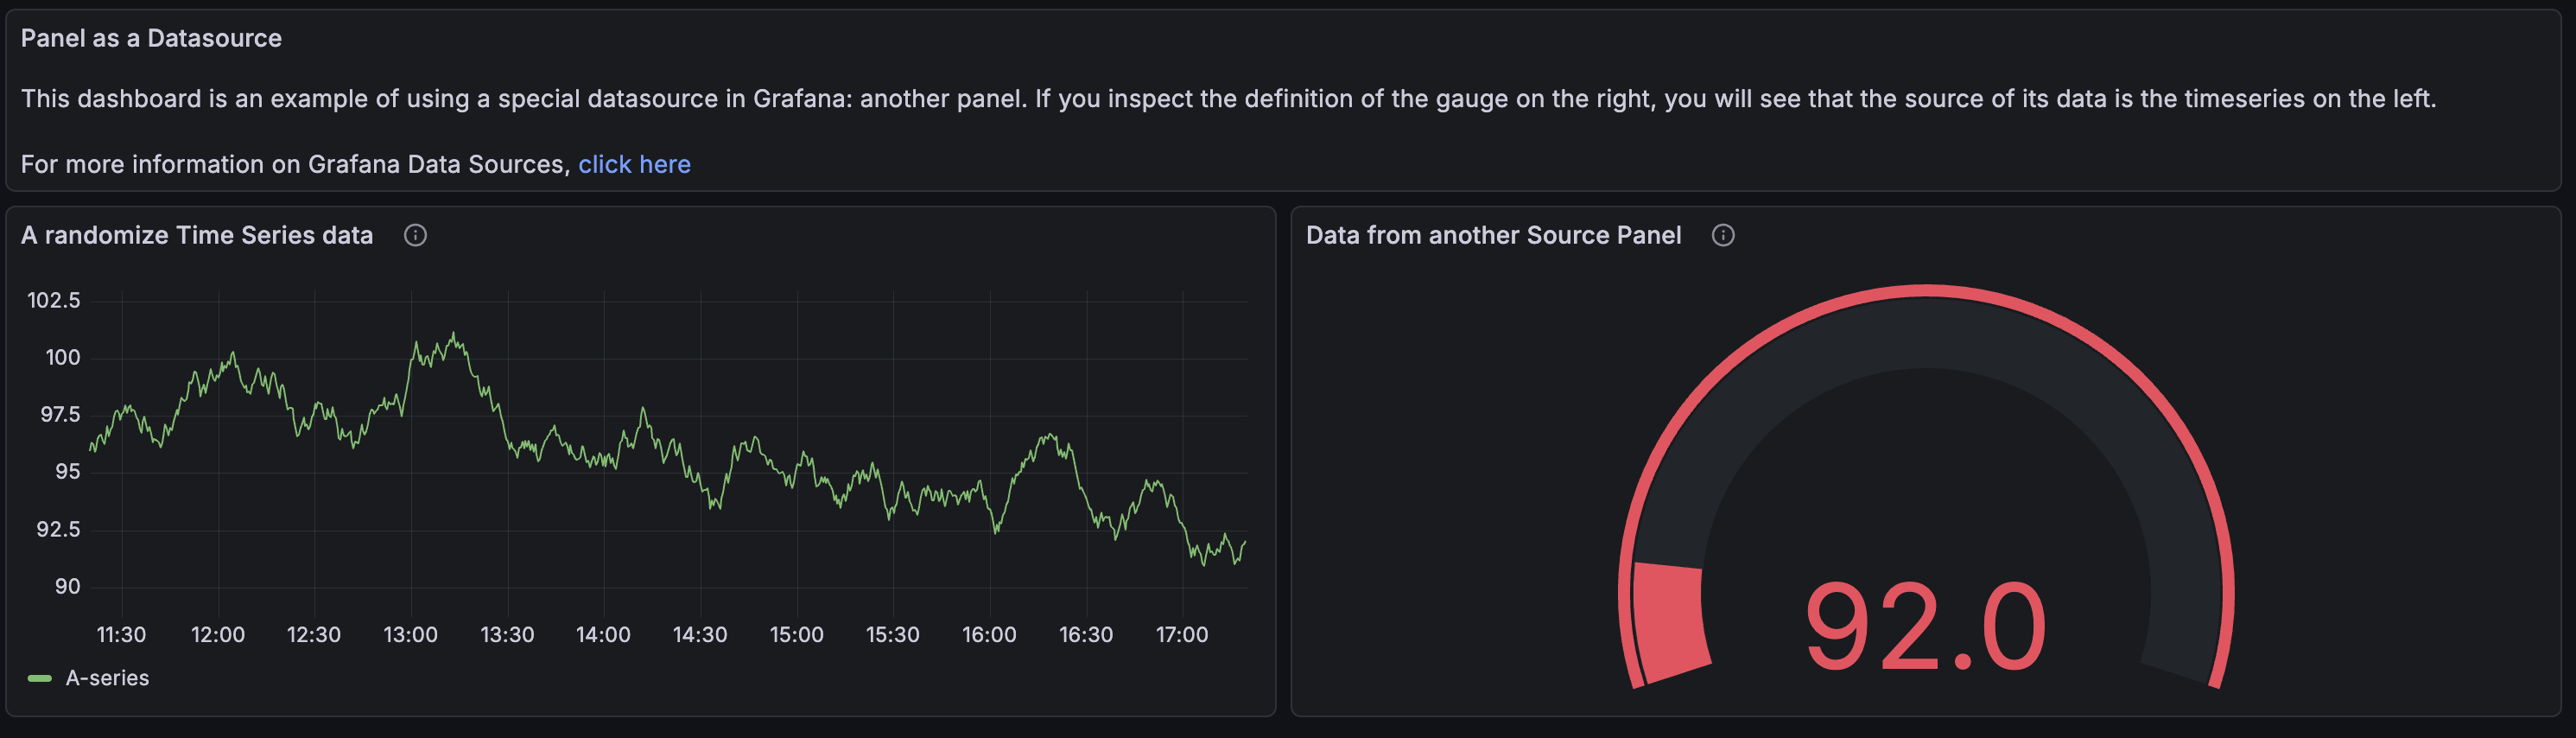 Panel as a Datasource
This dashboard is an example of using a special datasource in Grafana: another panel. If you inspect the definition of the gauge on the right, you will see that the source of its data is the timeseries on the left.
For more information on Grafana Data Sources, click here
A randomize Time Series data
102.5
100
97.5
95
92.5
90
11:30 12:00 12:30 13:00 13:30 14:00 14:30 15:00 15:30 16:00 16:30 17:00
A-series
Data from another Source Panel
92.0